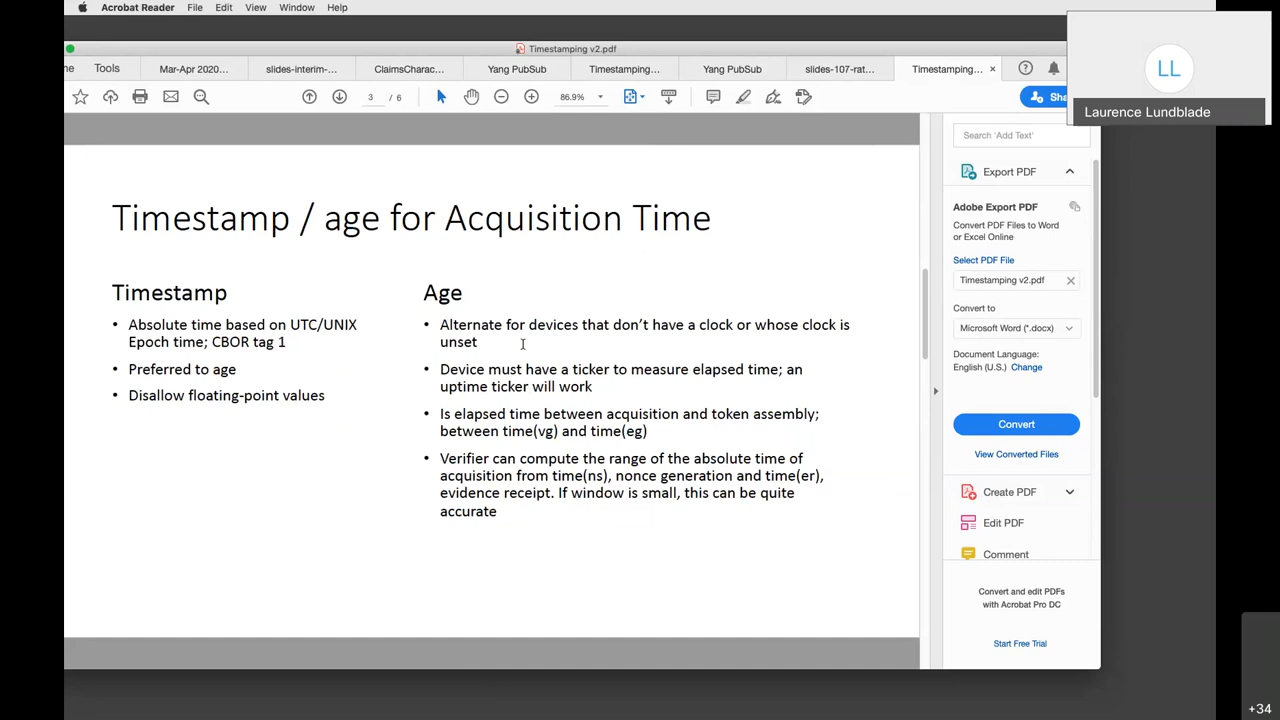 Acrobat Reader File Edit View Window Help
Timestamping v2.pdf
LL
Laurence Lundblade
me Tools Mar-Apr 2020... slides-interim-... ClaimsCharac... Yang PubSub Timestamping... Yang PubSub slides-107-rat... Timestamping... ×
3 / 6 86.9% Sha
Timestamp / age for Acquisition Time
Timestamp
• Absolute time based on UTC/UNIX
Epoch time; CBOR tag 1
• Preferred to age
• Disallow floating-point values
Age
• Alternate for devices that don’t have a clock or whose clock is
unset
• Device must have a ticker to measure elapsed time; an
uptime ticker will work
• Is elapsed time between acquisition and token assembly;
between time(vg) and time(eg)
• Verifier can compute the range of the absolute time of
acquisition from time(ns), nonce generation and time(er),
evidence receipt. If window is small, this can be quite
accurate
Search 'Add Text'
Export PDF
Adobe Export PDF
Convert PDF Files to Word
or Excel Online
Select PDF File
Timestamping v2.pdf
Convert to
Microsoft Word (*.docx)
Document Language:
English (U.S.) Change
Convert
View Converted Files
Create PDF
Edit PDF
Comment
Convert and edit PDFs
with Acrobat Pro DC
Start Free Trial
+34